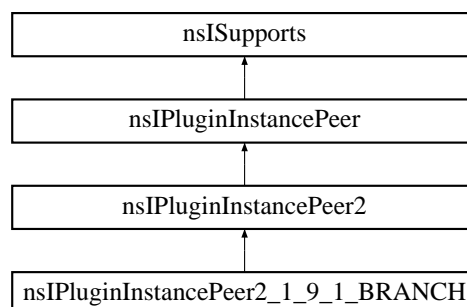 nsISupports
nsIPluginInstancePeer
nsIPluginInstancePeer2
nsIPluginInstancePeer2_1_9_1_BRANCH